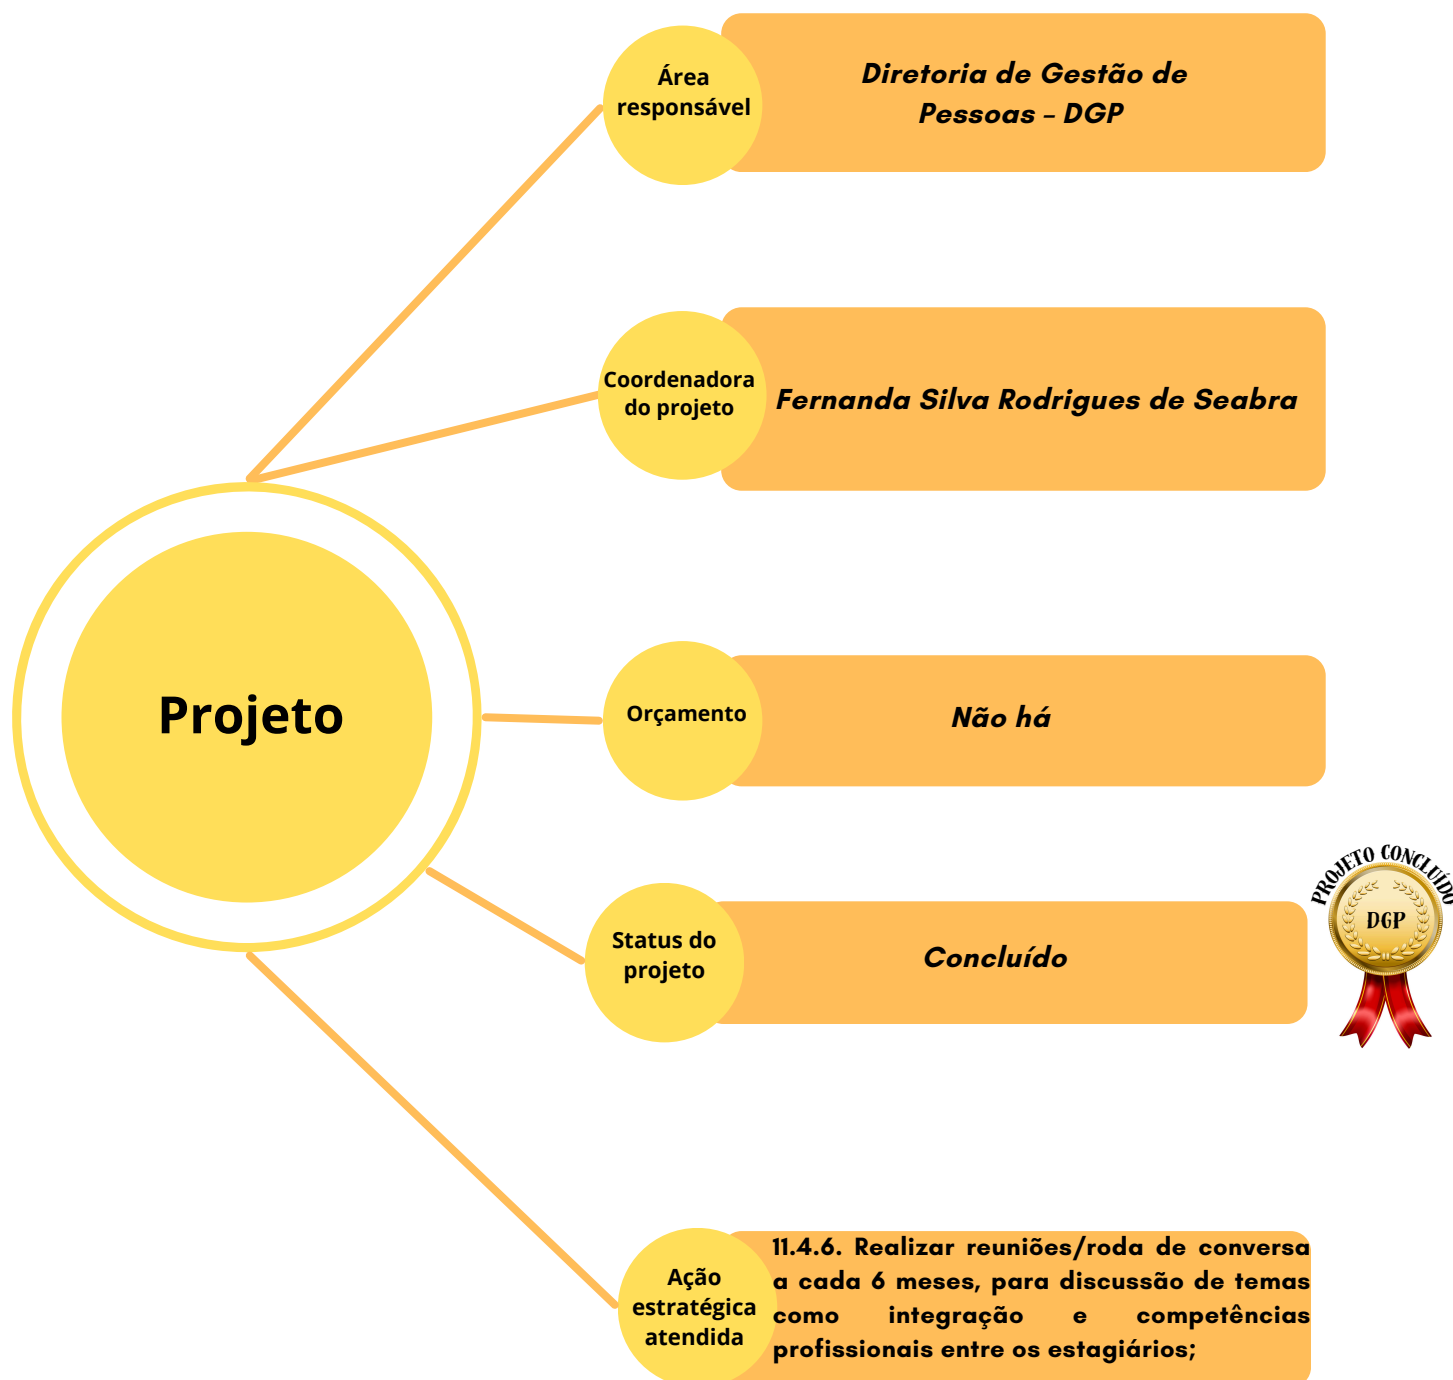 Área
responsável
Diretoria de Gestão de
Pessoas – DGP
Coordenadora
do projeto
Fernanda Silva Rodrigues de Seabra
Projeto
Orçamento
Não há
Status do
projeto
Concluído
PROJETO CONCLUÍDO
DGP
Ação
estratégica
atendida
11.4.6. Realizar reuniões/roda de conversa
a cada 6 meses, para discussão de temas
como integração e competências
profissionais entre os estagiários;